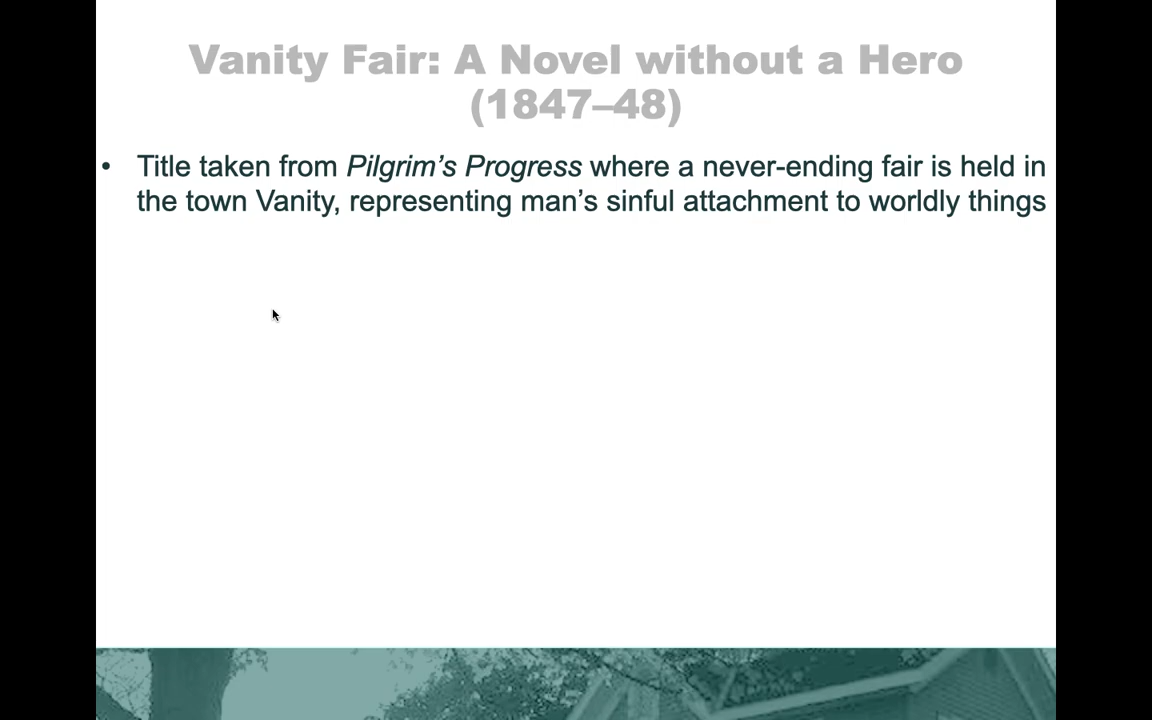 Vanity Fair: A Novel without a Hero
(1847–48)
• Title taken from Pilgrim’s Progress where a never-ending fair is held in
the town Vanity, representing man’s sinful attachment to worldly things